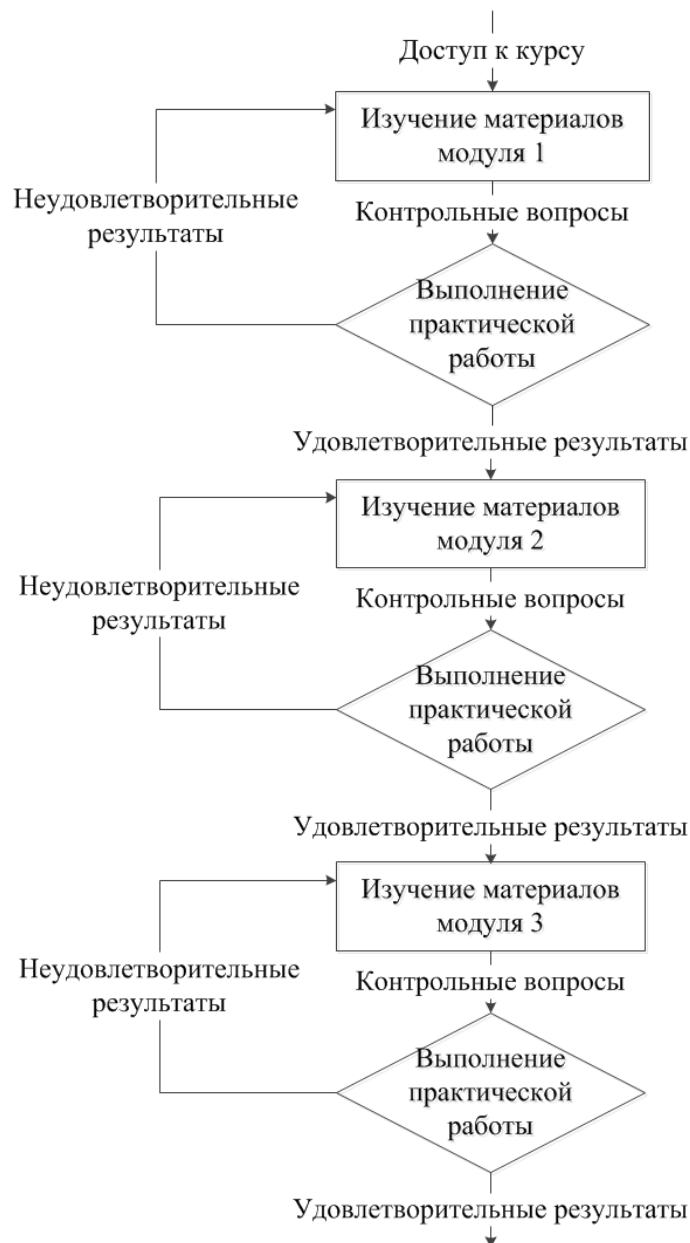 Доступ к курсу
Изучение материалов
модуля 1
Неудовлетворительные
результаты
Контрольные вопросы
Выполнение
практической
работы
Удовлетворительные результаты
Изучение материалов
модуля 2
Неудовлетворительные
результаты
Контрольные вопросы
Выполнение
практической
работы
Удовлетворительные результаты
Изучение материалов
модуля 3
Неудовлетворительные
результаты
Контрольные вопросы
Выполнение
практической
работы
Удовлетворительные результаты